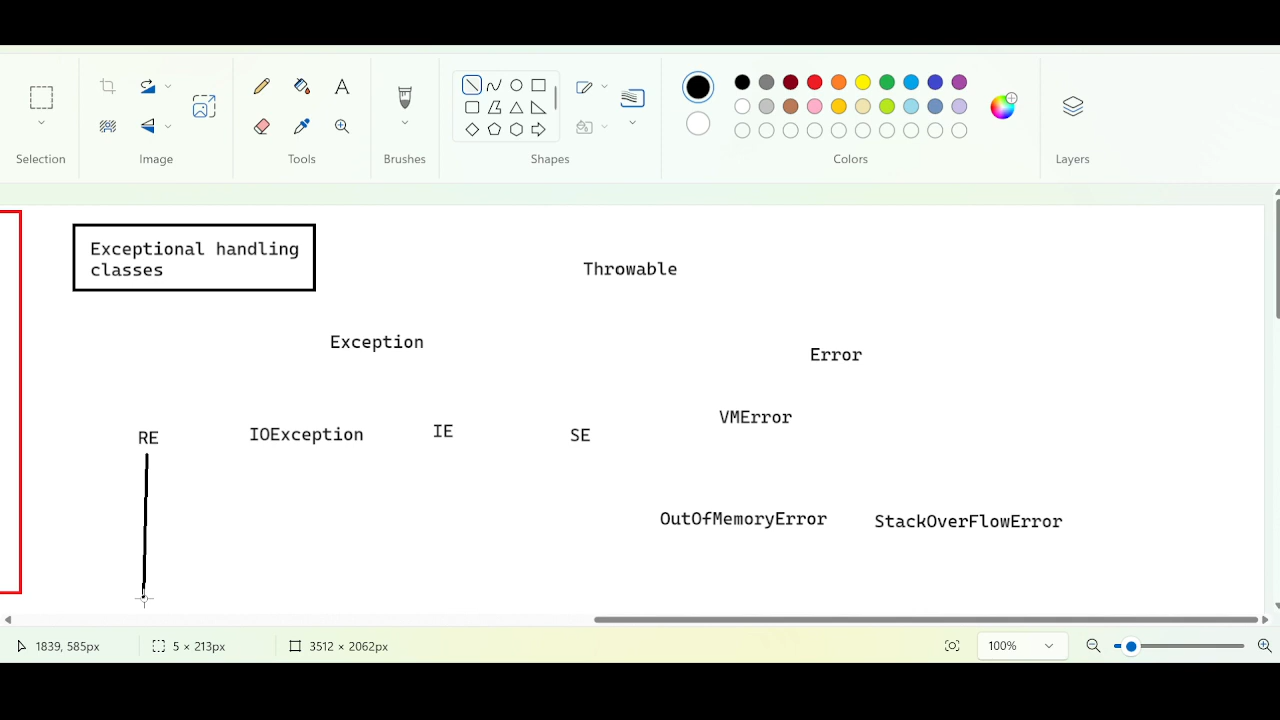 Selection
Image
Tools
Brushes
Shapes
Colors
Layers
Exceptional handling
classes
Throwable
Exception
Error
VMError
RE
IOException
IE
SE
OutOfMemoryError
StackOverFlowError
1839, 585px
5 × 213px
3512 × 2062px
100%